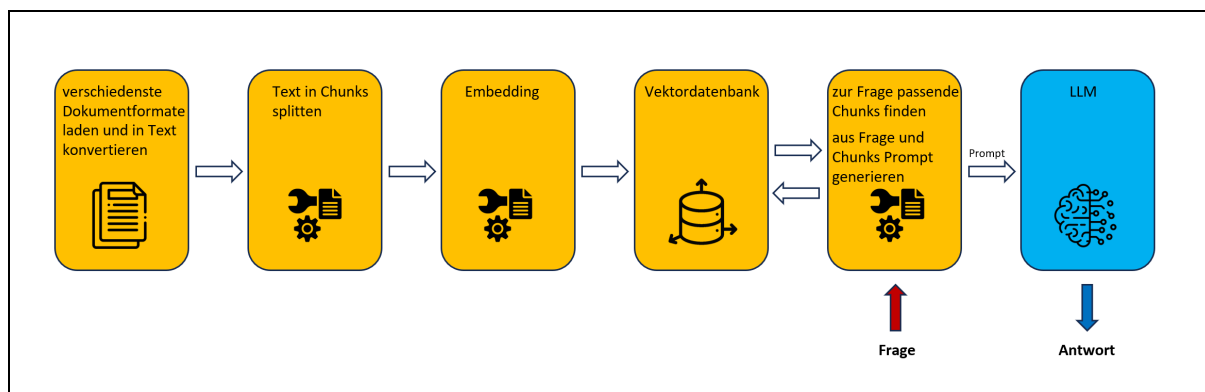 verschiedenste
Dokumentformate
laden und in Text
konvertieren
Text in Chunks
splitten
Embedding
Vektordatenbank
zur Frage passende
Chunks finden
aus Frage und
Chunks Prompt
generieren
Prompt
LLM
Frage
Antwort